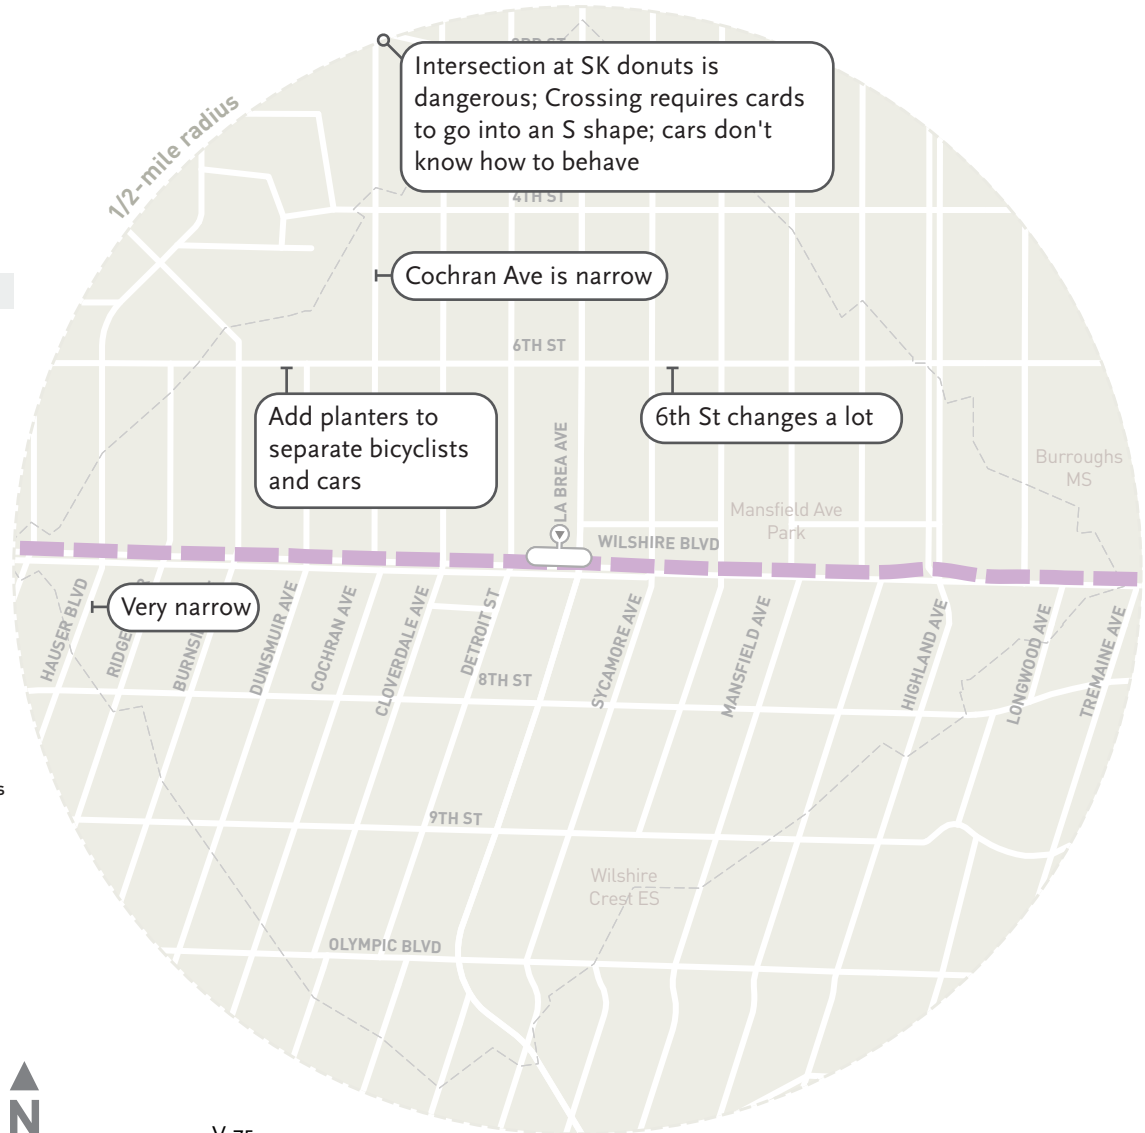 Intersection at SK donuts is
dangerous; Crossing requires cards
to go into an S shape; cars don't
know how to behave
1/2-mile radius
4TH ST
Cochran Ave is narrow
6TH ST
Add planters to
separate bicyclists
and cars
6th St changes a lot
LA BREA AVE
Burroughs
MS
Mansfield Ave
Park
WILSHIRE BLVD
Very narrow
HAUSER BLVD
DUNSMUIR AVE
COCHRAN AVE
CLOVERDALE AVE
DETROIT ST
SYCAMORE AVE
MANSFIELD AVE
HIGHLAND AVE
LONGWOOD AVE
TREMAINE AVE
8TH ST
s
9TH ST
Wilshire
Crest ES
OLYMPIC BLVD
N